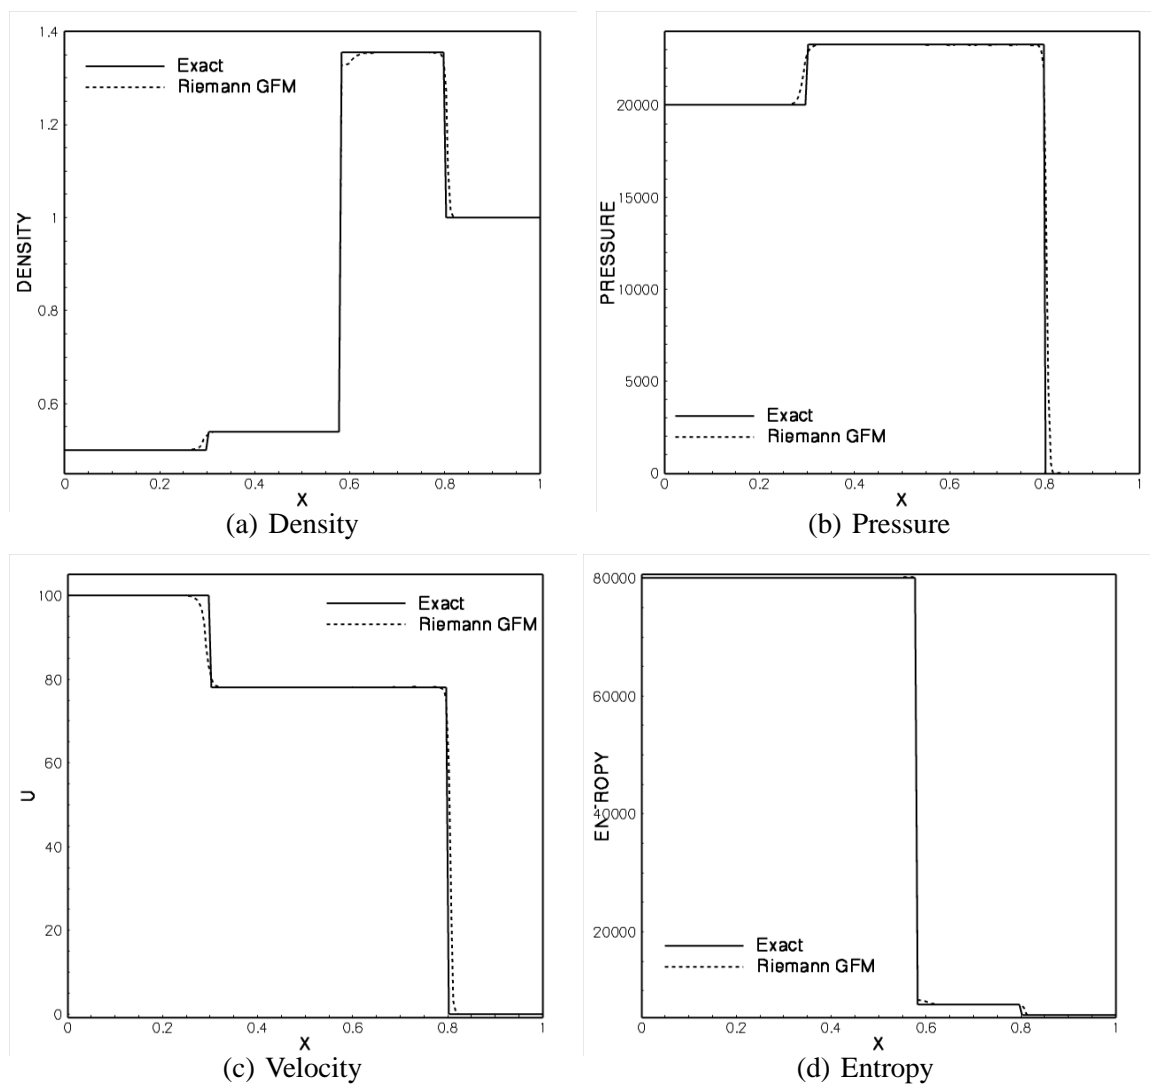 1.4
1.2
1
0.8
0.6
DENSITY
Exact
Riemann GFM
0 0.2 0.4 0.6 0.8 1
X
(a) Density
20000
15000
10000
5000
0
PRESSURE
Exact
Riemann GFM
0 0.2 0.4 0.6 0.8 1
X
(b) Pressure
100
80
60
40
20
0
U
Exact
Riemann GFM
0 0.2 0.4 0.6 0.8 1
X
(c) Velocity
80000
60000
40000
20000
ENTROPY
Exact
Riemann GFM
0 0.2 0.4 0.6 0.8 1
X
(d) Entropy